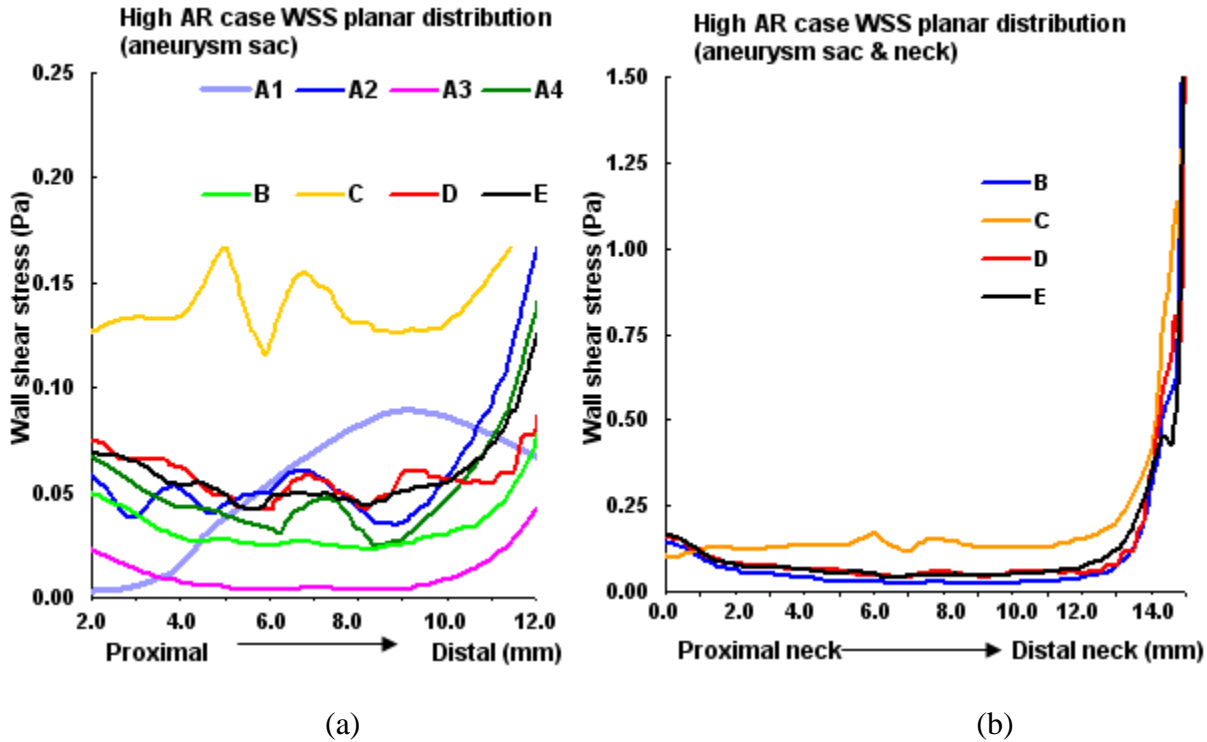 High AR case WSS planar distribution
(aneurysm sac)
0.25
A1 A2 A3 A4
0.20
B C D E
0.15
0.10
0.05
0.00
Wall shear stress (Pa)
2.0 4.0 6.0 8.0 10.0 12.0
Proximal Distal (mm)
(a)
High AR case WSS planar distribution
(aneurysm sac & neck)
1.50
1.25
1.00
0.75
0.50
0.25
0.00
Wall shear stress (Pa)
B
C
D
E
0.0 2.0 4.0 6.0 8.0 10.0 12.0 14.0
Proximal neck Distal neck (mm)
(b)